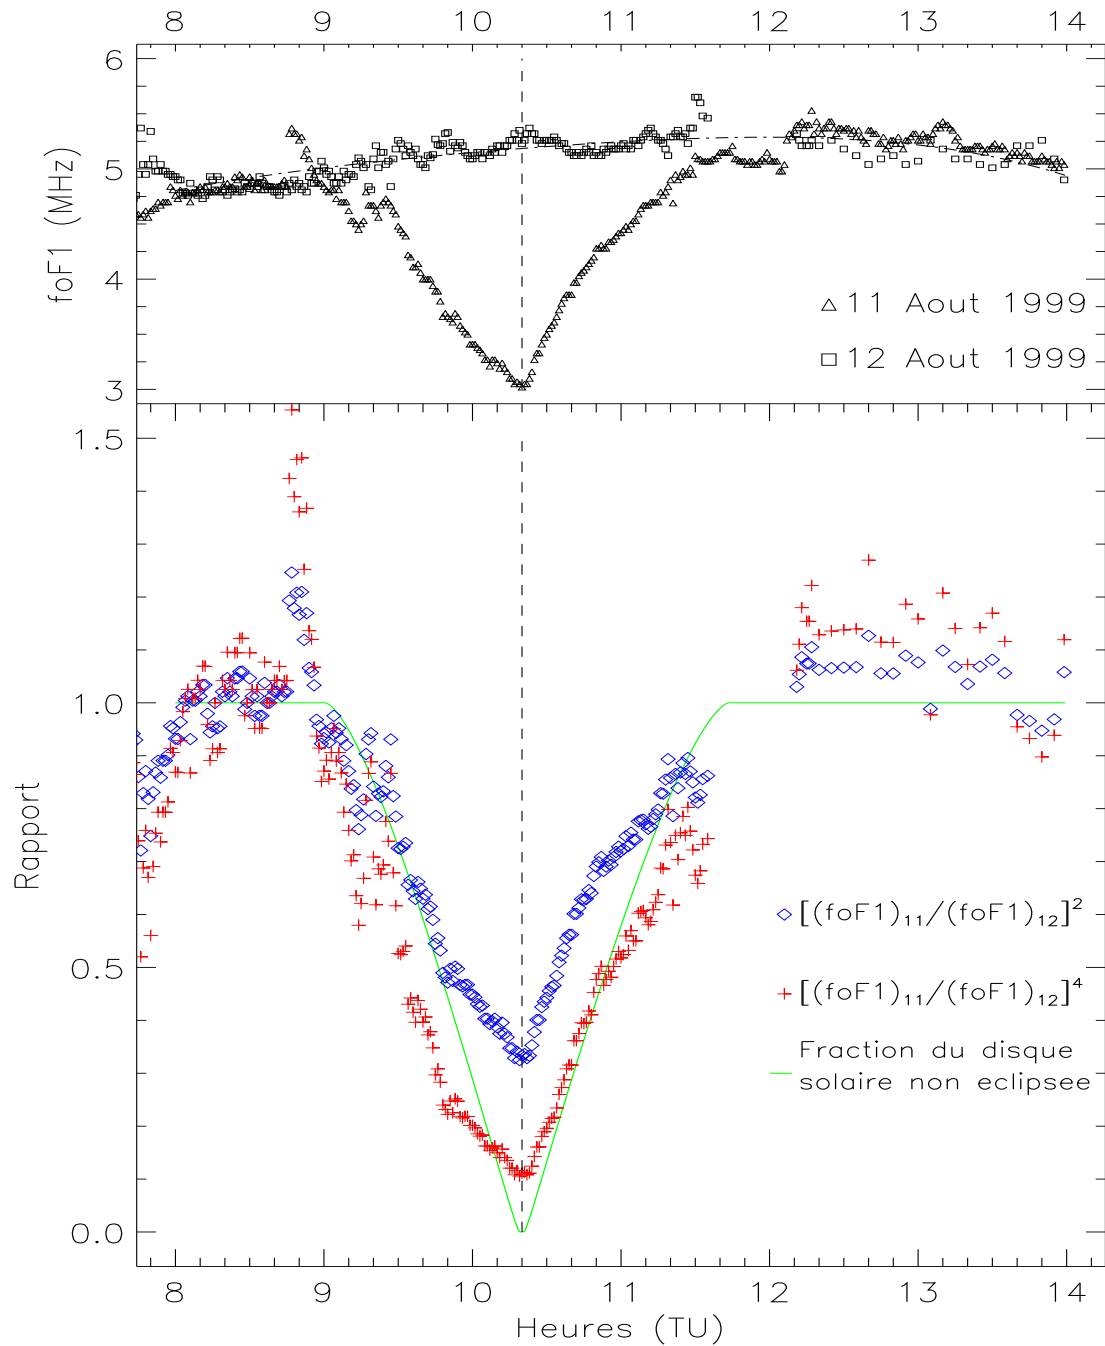 8 9 10 11 12 13 14
6
5
4
3
foF1 (MHz)
11 Aout 1999
12 Aout 1999
1.5
1.0
0.5
0.0
Rapport
[(foF1)₁₁/(foF1)₁₂]²
[(foF1)₁₁/(foF1)₁₂]⁴
Fraction du disque
solaire non eclipsee
8 9 10 11 12 13 14
Heures (TU)